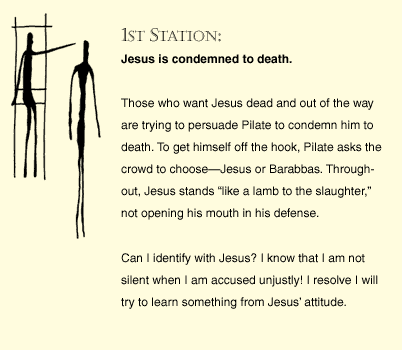 1ST STATION:
Jesus is condemned to death.
Those who want Jesus dead and out of the way
are trying to persuade Pilate to condemn him to
death. To get himself off the hook, Pilate asks the
crowd to choose—Jesus or Barabbas. Through-
out, Jesus stands “like a lamb to the slaughter,”
not opening his mouth in his defense.
Can I identify with Jesus? I know that I am not
silent when I am accused unjustly! I resolve I will
try to learn something from Jesus’ attitude.